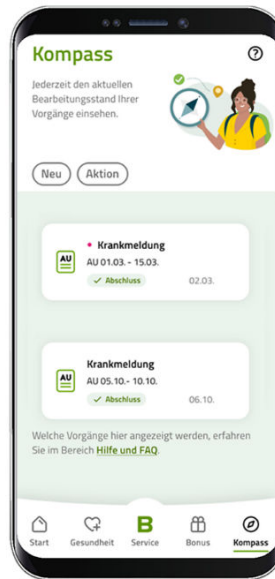 Kompass
?
Jederzeit den aktuellen
Bearbeitungsstand Ihrer
Vorgänge einsehen.
Neu Aktion
AU
• Krankmeldung
AU 01.03. - 15.03.
✓ Abschluss 02.03.
AU
Krankmeldung
AU 05.10.- 10.10.
✓ Abschluss 06.10.
Welche Vorgänge hier angezeigt werden, erfahren
Sie im Bereich Hilfe und FAQ.
B
Start Gesundheit Service Bonus Kompass